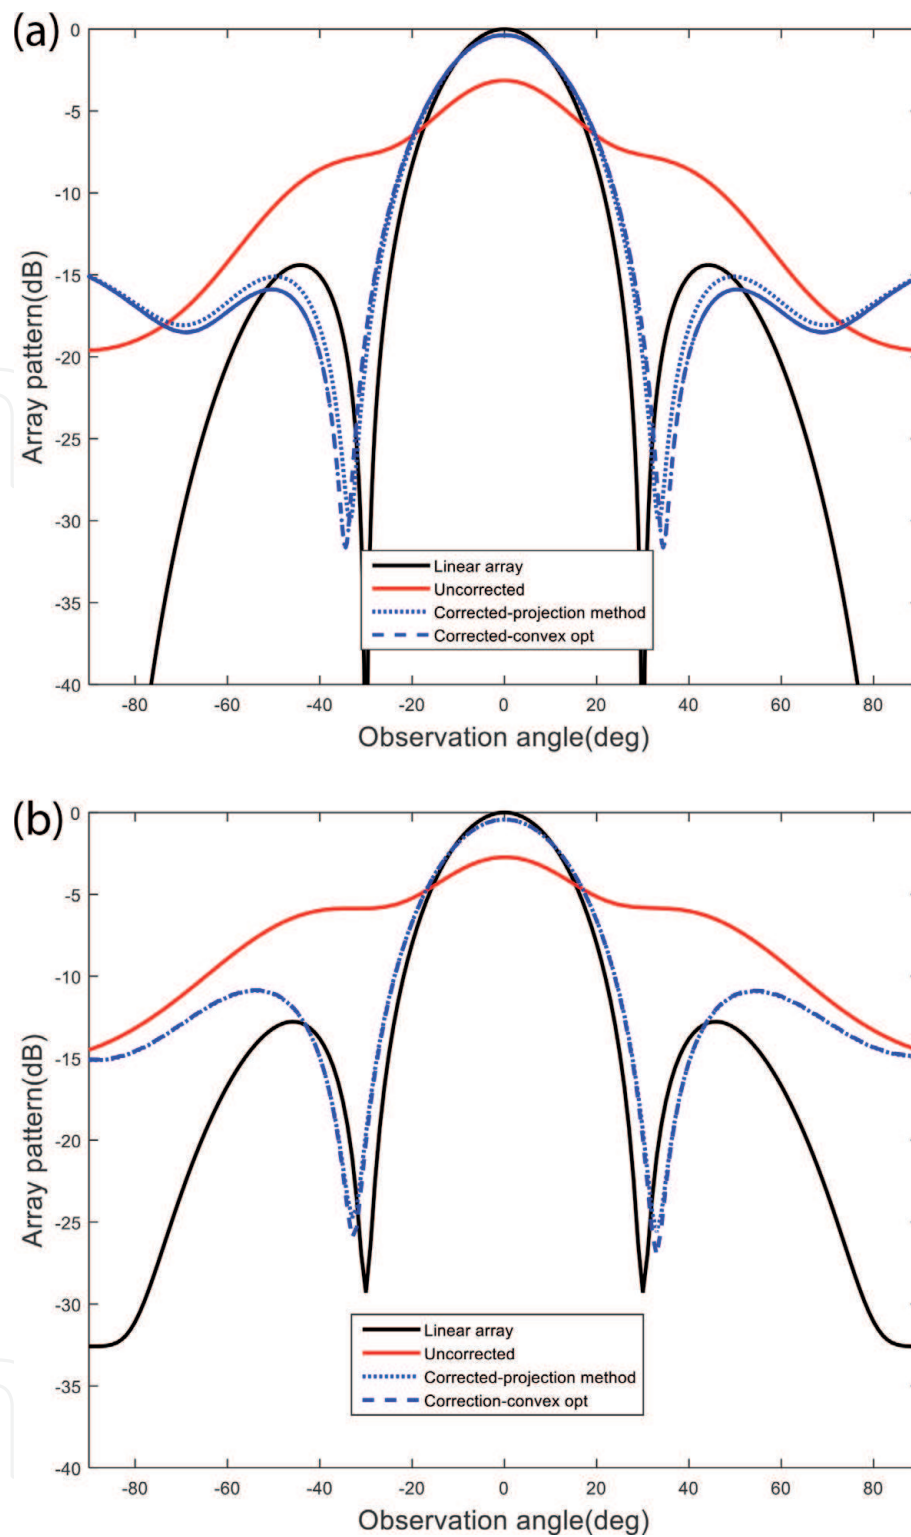 (a)
0
-5
-10
-15
-20
-25
-30
-35
-40
Array pattern(dB)
Linear array
Uncorrected
Corrected-projection method
Corrected-convex opt
-80 -60 -40 -20 0 20 40 60 80
Observation angle(deg)
(b)
0
-5
-10
-15
-20
-25
-30
-35
-40
Array pattern(dB)
Linear array
Uncorrected
Corrected-projection method
Correction-convex opt
-80 -60 -40 -20 0 20 40 60 80
Observation angle(deg)